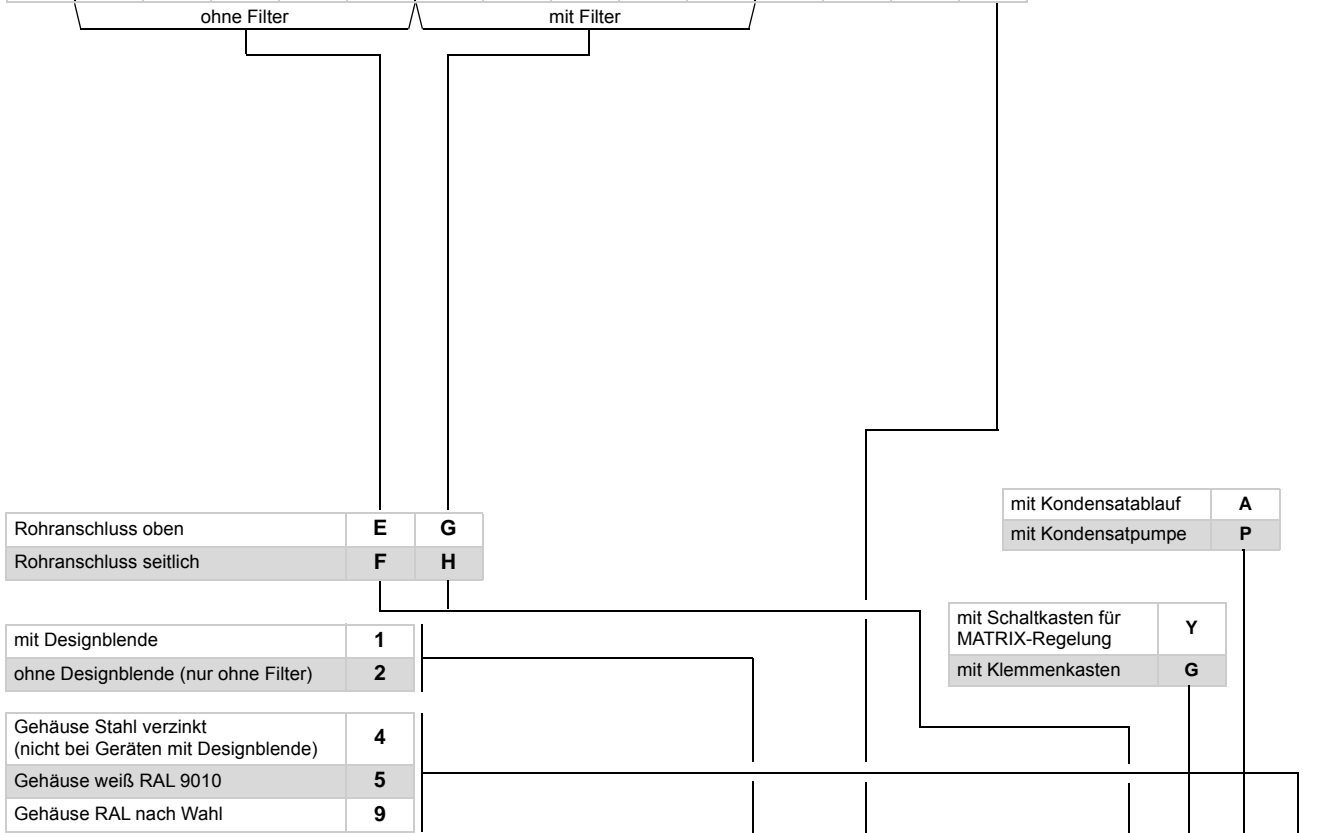 ohne Filter
mit Filter
mit Kondensatablauf A
mit Kondensatpumpe P
Rohranschluss oben E G
Rohranschluss seitlich F H
mit Schaltkasten für
MATRIX-Regelung Y
mit Klemmenkasten G
mit Designblende 1
ohne Designblende (nur ohne Filter) 2
Gehäuse Stahl verzinkt
(nicht bei Geräten mit Designblende) 4
Gehäuse weiß RAL 9010 5
Gehäuse RAL nach Wahl 9